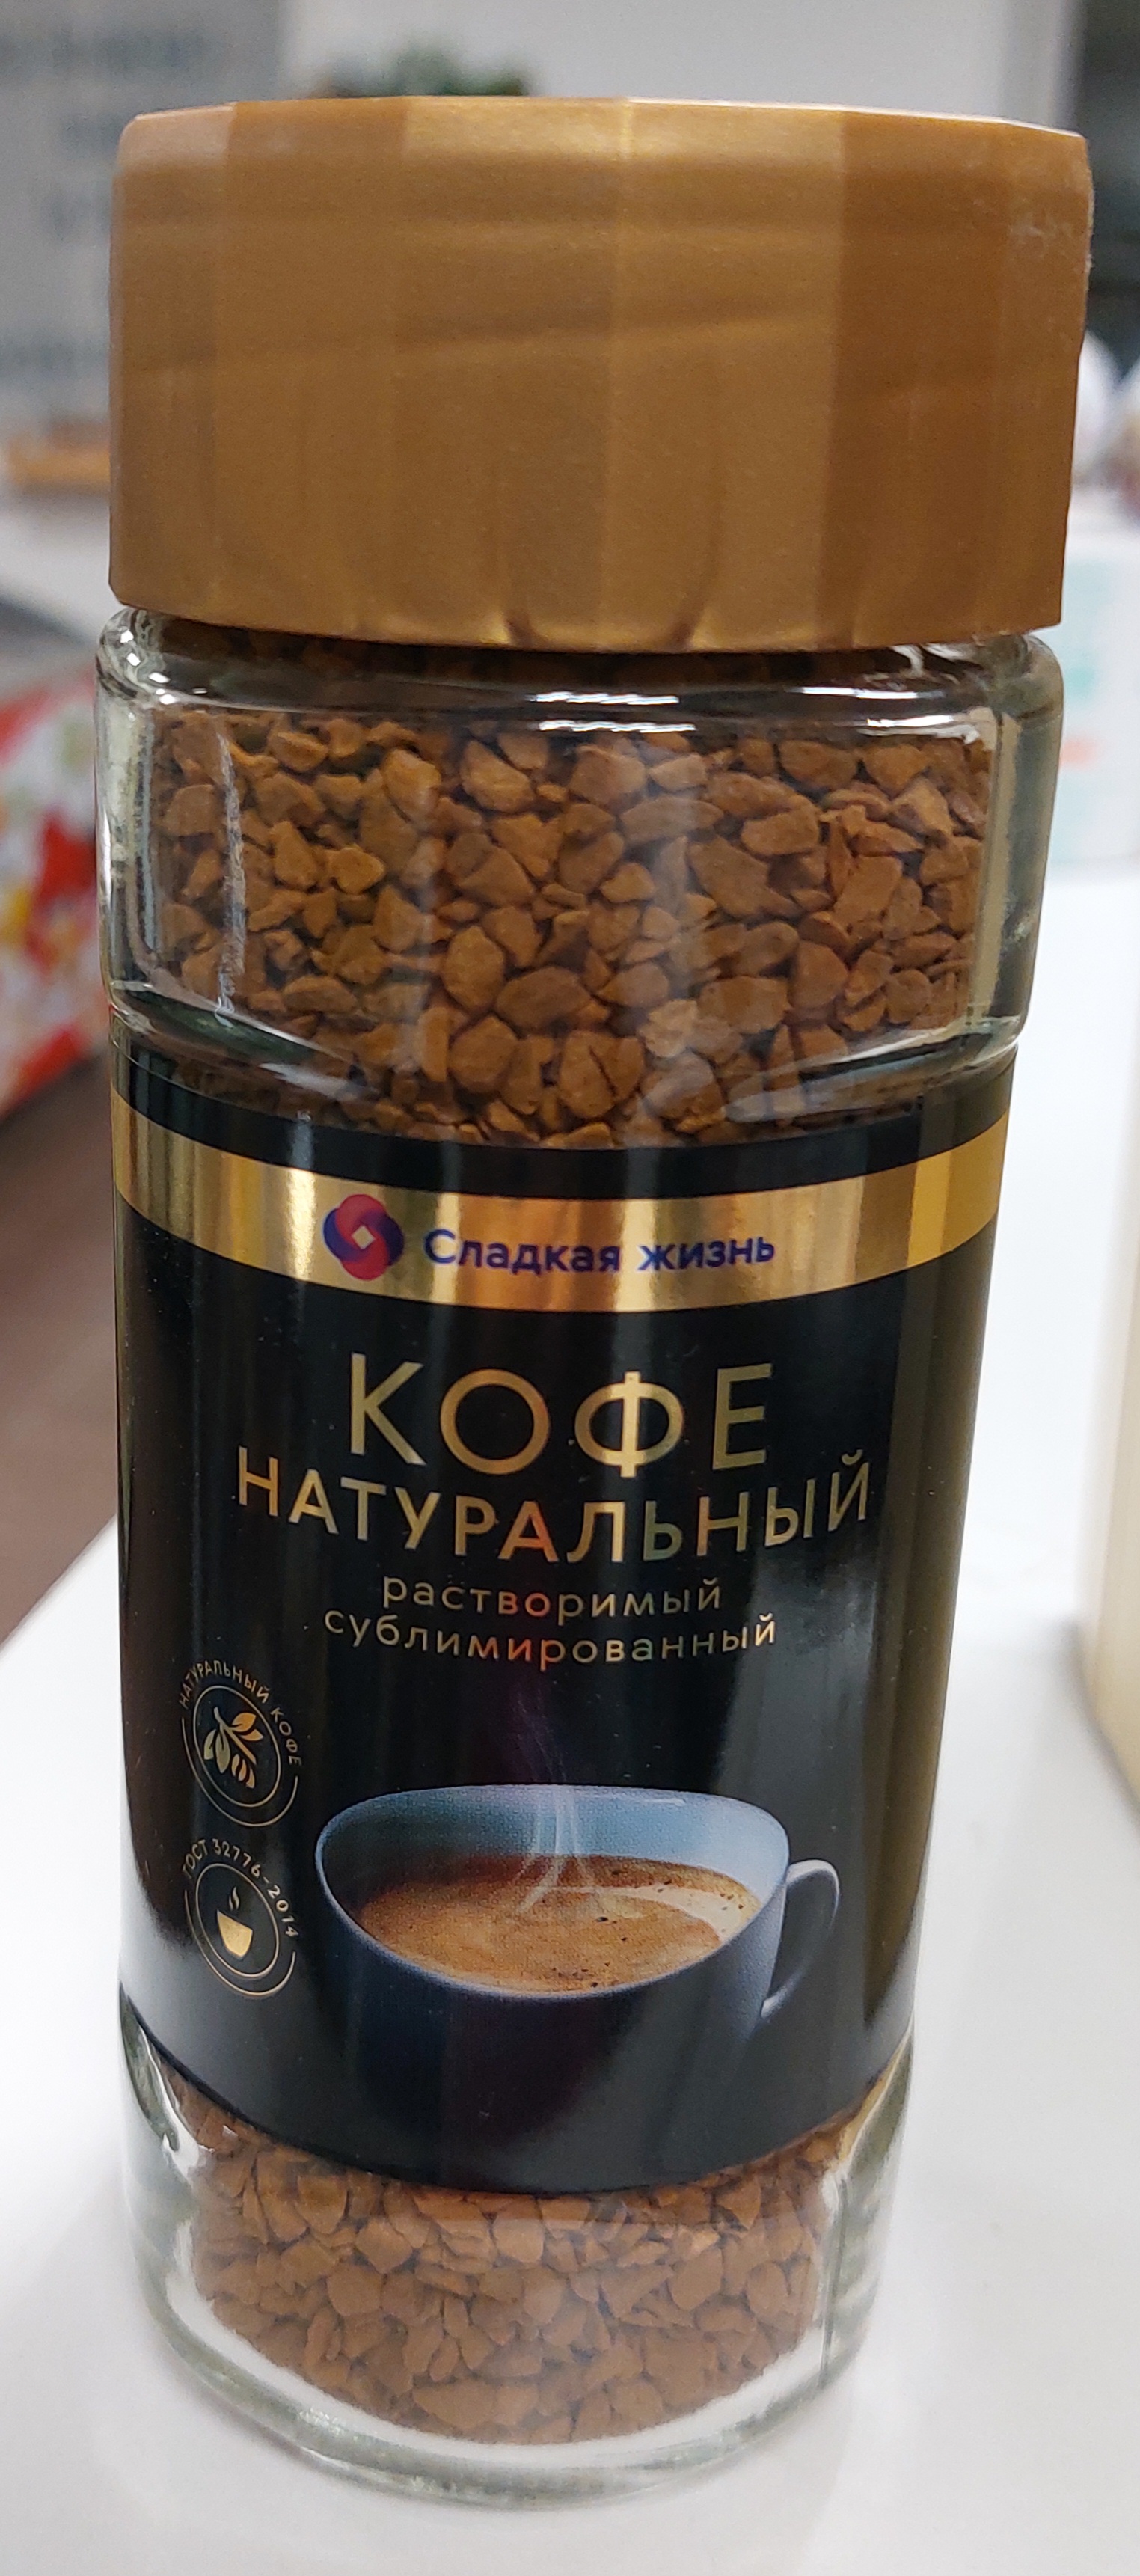 Сладкая жизнь
КОФЕ
НАТУРАЛЬНЫЙ
растворимый
сублимированный
НАТУРАЛЬНЫЙ КОФЕ
ГОСТ 32776-2014